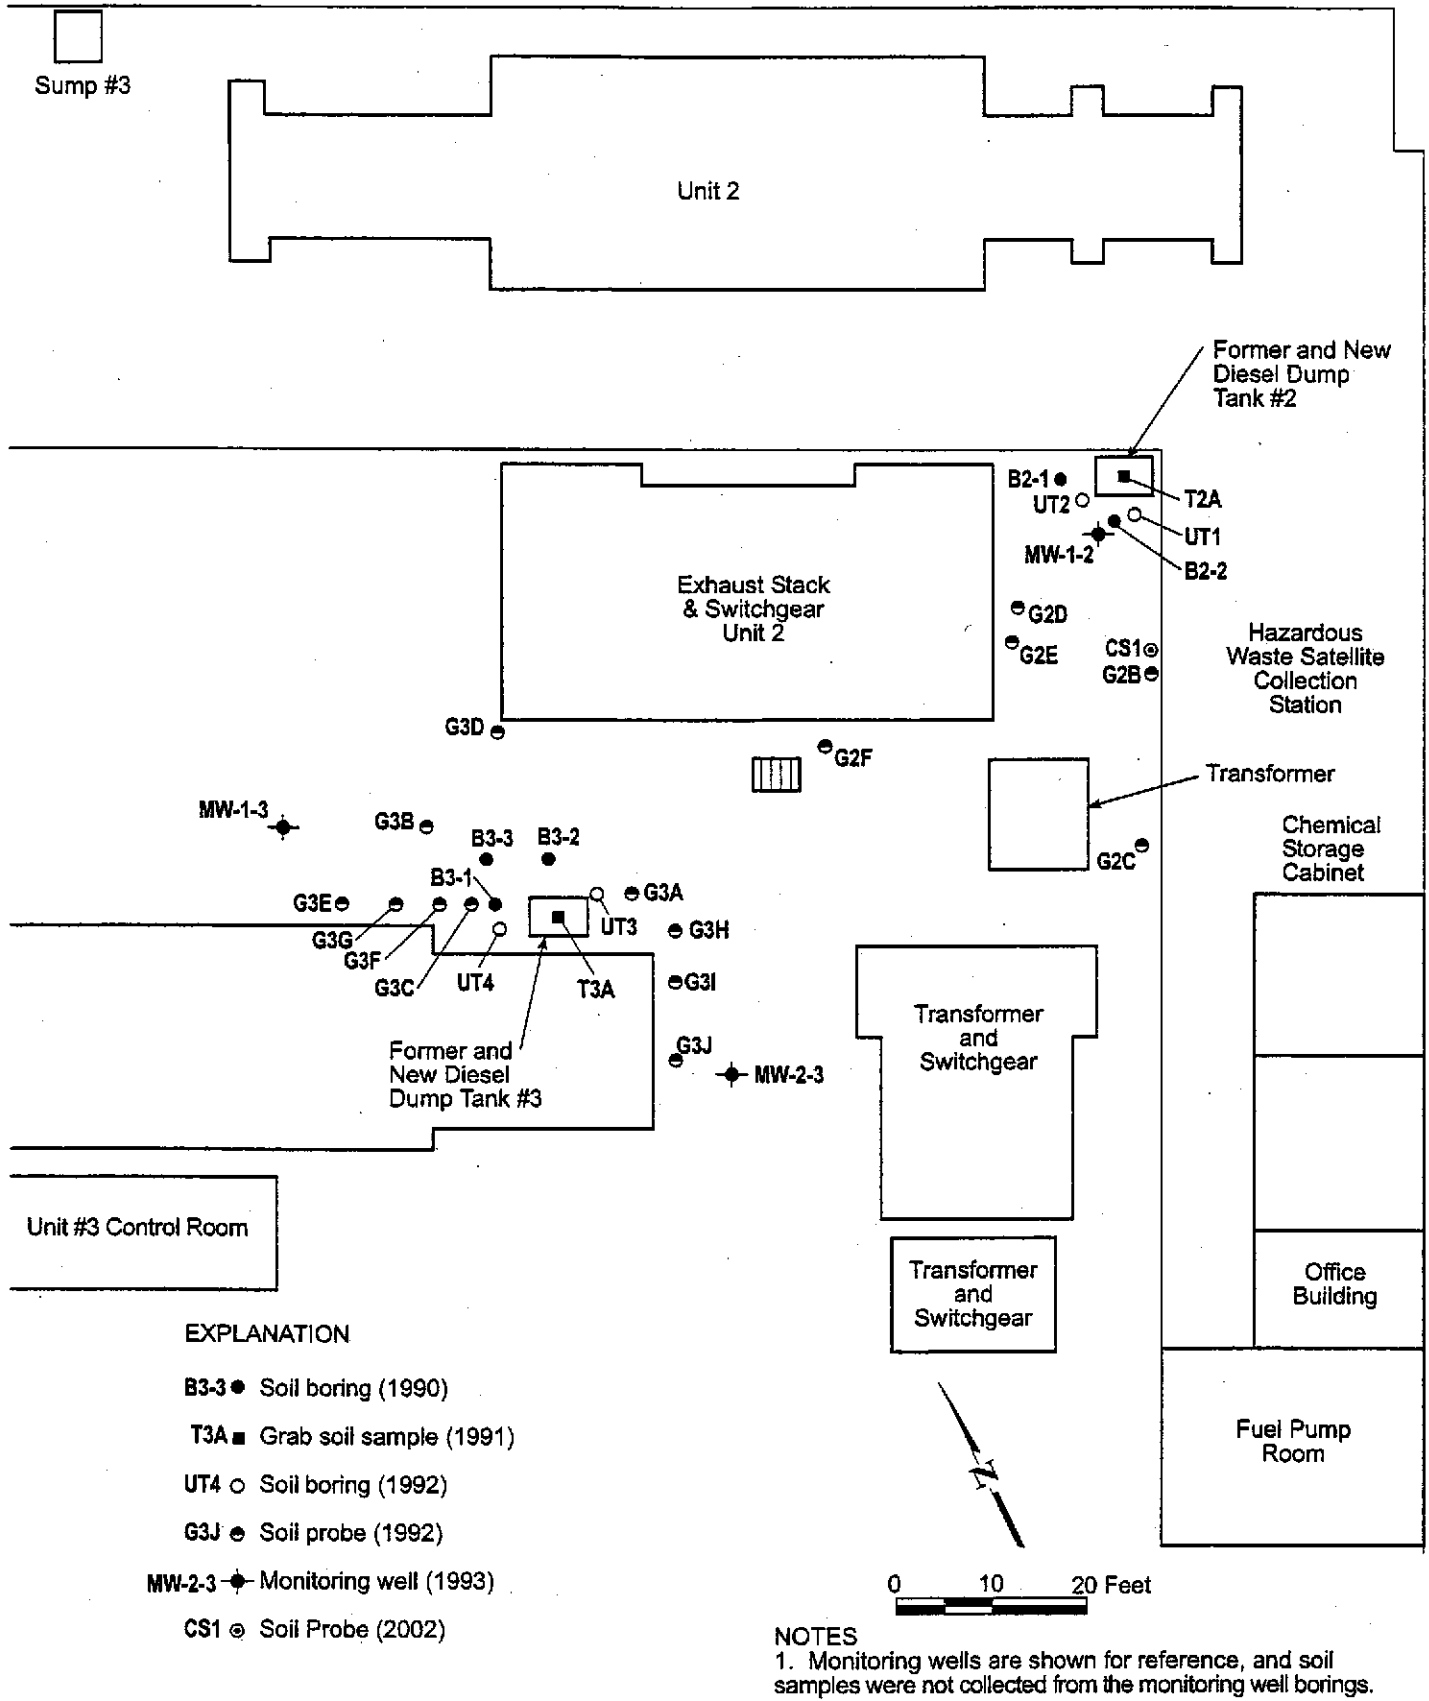 Sump #3
Unit 2
Former and New
Diesel Dump
Tank #2
B2-1
UT2
T2A
UT1
MW-1-2
B2-2
Exhaust Stack
& Switchgear
Unit 2
G2D
G2E
CS1
G2B
Hazardous
Waste Satellite
Collection
Station
G3D
G2F
Transformer
MW-1-3
G3B
B3-3
B3-2
G2C
Chemical
Storage
Cabinet
B3-1
G3E
G3A
G3G
UT3
G3H
G3F
G3C
UT4
T3A
G3I
Former and
New Diesel
Dump Tank #3
G3J
MW-2-3
Transformer
and
Switchgear
Unit #3 Control Room
Transformer
and
Switchgear
Office
Building
Fuel Pump
Room
EXPLANATION
B3-3 Soil boring (1990)
T3A Grab soil sample (1991)
UT4 Soil boring (1992)
G3J Soil probe (1992)
MW-2-3 Monitoring well (1993)
CS1 Soil Probe (2002)
N
0 10 20 Feet
NOTES
1. Monitoring wells are shown for reference, and soil
samples were not collected from the monitoring well borings.